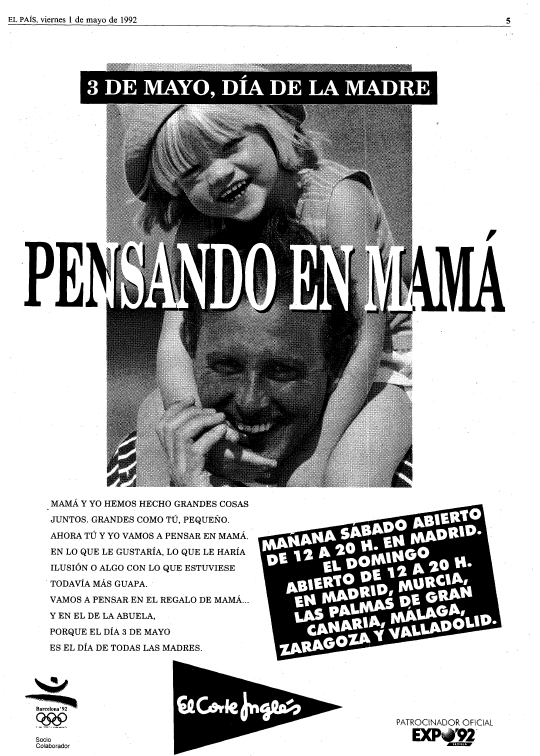 EL PAÍS, viernes 1 de mayo de 1992
5
3 DE MAYO, DÍA DE LA MADRE
PENSANDO EN MAMÁ
MAMÁ Y YO HEMOS HECHO GRANDES COSAS
JUNTOS. GRANDES COMO TÚ, PEQUEÑO.
AHORA TÚ Y YO VAMOS A PENSAR EN MAMÁ.
EN LO QUE LE GUSTARÍA, LO QUE LE HARÍA
ILUSIÓN O ALGO CON LO QUE ESTUVIESE
TODAVÍA MÁS GUAPA.
VAMOS A PENSAR EN EL REGALO DE MAMÁ...
Y EN EL DE LA ABUELA,
PORQUE EL DÍA 3 DE MAYO
ES EL DÍA DE TODAS LAS MADRES.
MAÑANA SÁBADO ABIERTO
DE 12 A 20 H. EN MADRID.
EL DOMINGO
ABIERTO DE 12 A 20 H.
EN MADRID, MURCIA,
LAS PALMAS DE GRAN
CANARIA, MÁLAGA,
ZARAGOZA Y VALLADOLID.
Barcelona'92
Socio
Colaborador
El Corte Inglés
PATROCINADOR OFICIAL
EXPO'92
SEVILLA